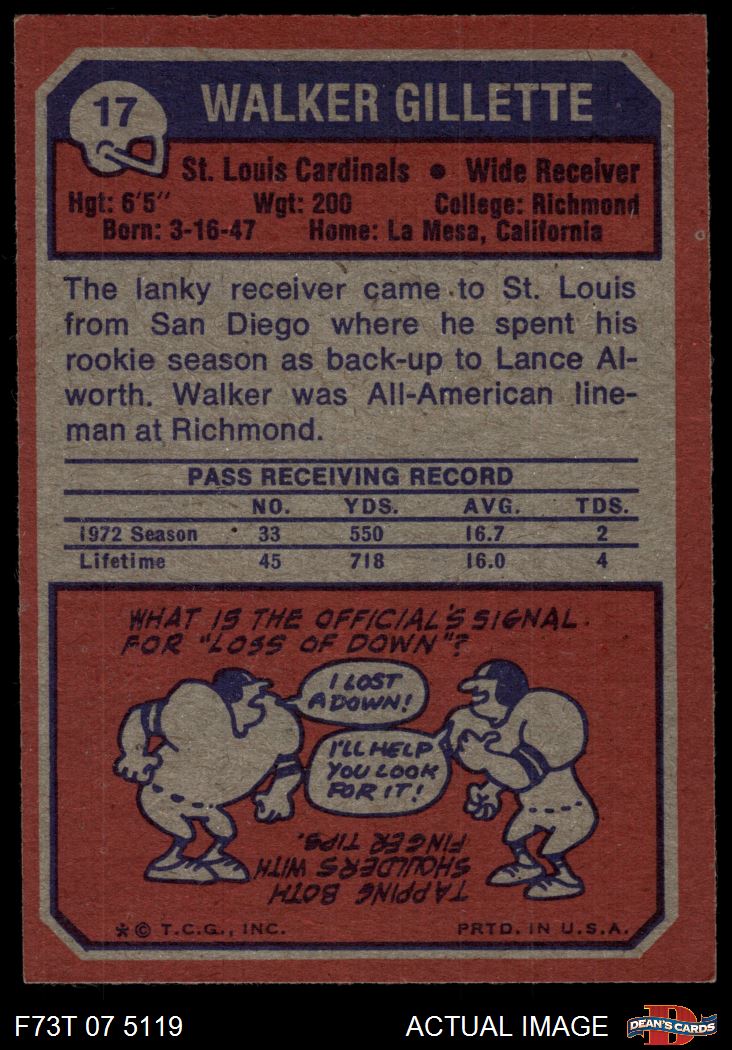 17
WALKER GILLETTE
St. Louis Cardinals • Wide Receiver
Hgt: 6'5" Wgt: 200 College: Richmond
Born: 3-16-47 Home: La Mesa, California
The lanky receiver came to St. Louis
from San Diego where he spent his
rookie season as back-up to Lance Al-
worth. Walker was All-American line-
man at Richmond.
PASS RECEIVING RECORD
NO. YDS. AVG. TDS.
1972 Season 33 550 16.7 2
Lifetime 45 718 16.0 4
WHAT IS THE OFFICIAL'S SIGNAL
FOR "LOSS OF DOWN"?
I LOST
A DOWN!
I'LL HELP
YOU LOOK
FOR IT!
TAPPING BOTH
SHOULDERS WITH
FINGER TIPS.
* © T.C.G., INC. PRTD. IN U.S.A.
F73T 07 5119 ACTUAL IMAGE
D
DEAN'S CARDS